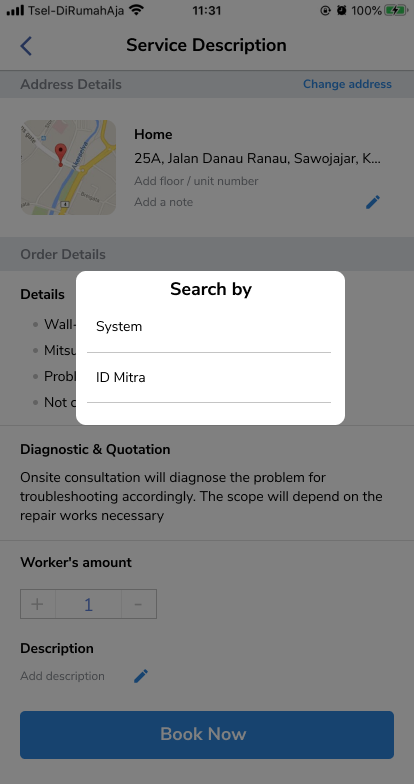 Tsel-DiRumahAja 11:31 100%
Service Description
Address Details Change address
Home
25A, Jalan Danau Ranau, Sawojajar, K...
Add floor / unit number
Add a note
Order Details
Search by
Details
System
Wall-
Mitsu
ID Mitra
Probl
Not c
Diagnostic & Quotation
Onsite consultation will diagnose the problem for
troubleshooting accordingly. The scope will depend on the
repair works necessary
Worker's amount
+ 1 -
Description
Add description
Book Now